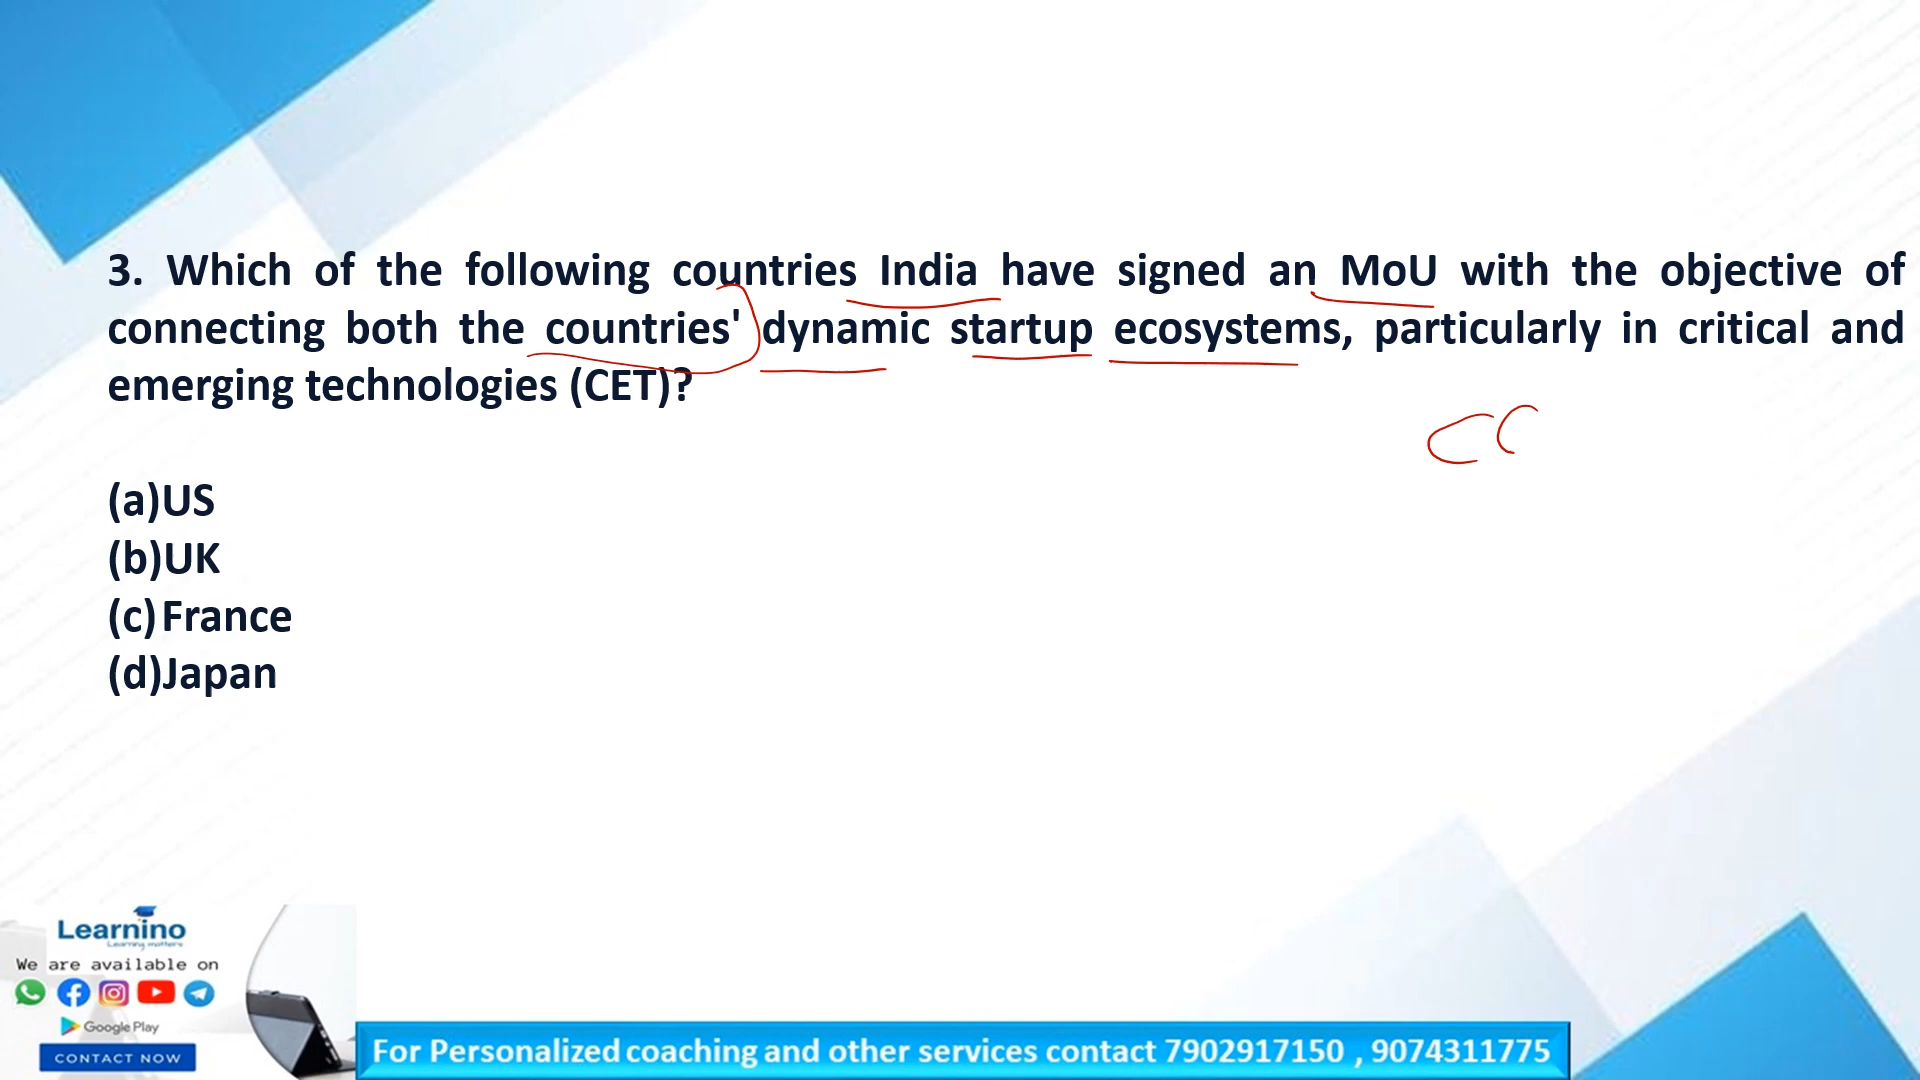 3. Which of the following countries India have signed an MoU with the objective of
connecting both the countries' dynamic startup ecosystems, particularly in critical and
emerging technologies (CET)?
(a)US
(b)UK
(c)France
(d)Japan
Learnino
Learning matters
We are available on
Google Play
CONTACT NOW
For Personalized coaching and other services contact 7902917150 , 9074311775